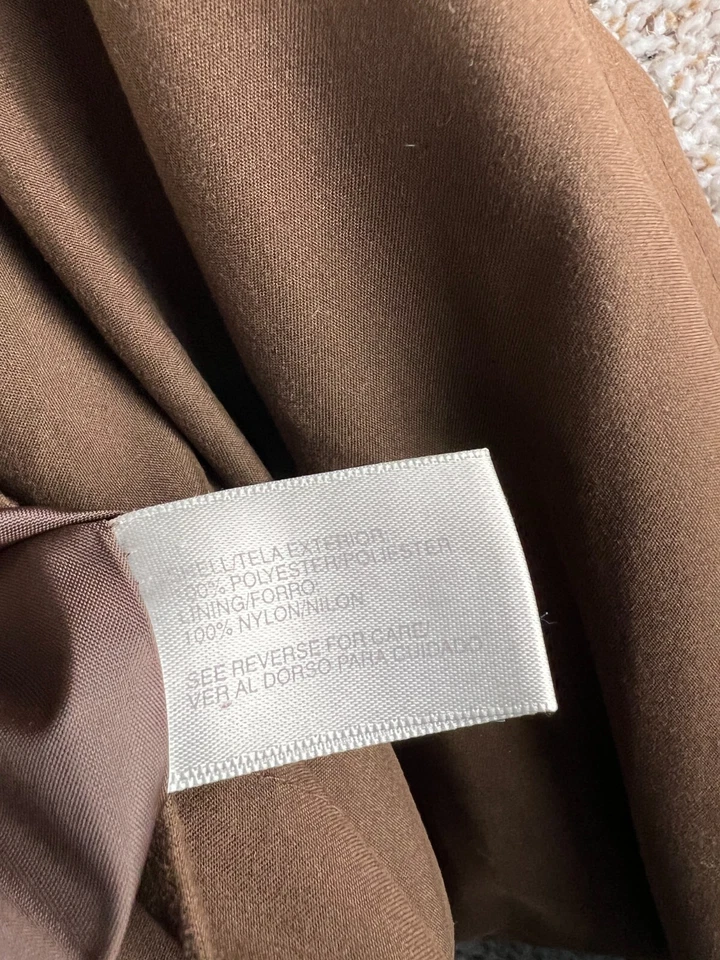 SHELL/TELA EXTERIOR:
100% POLYESTER/POLIESTER
LINING/FORRO
100% NYLON/NILON
SEE REVERSE FOR CARE/
VER AL DORSO PARA CUIDADO